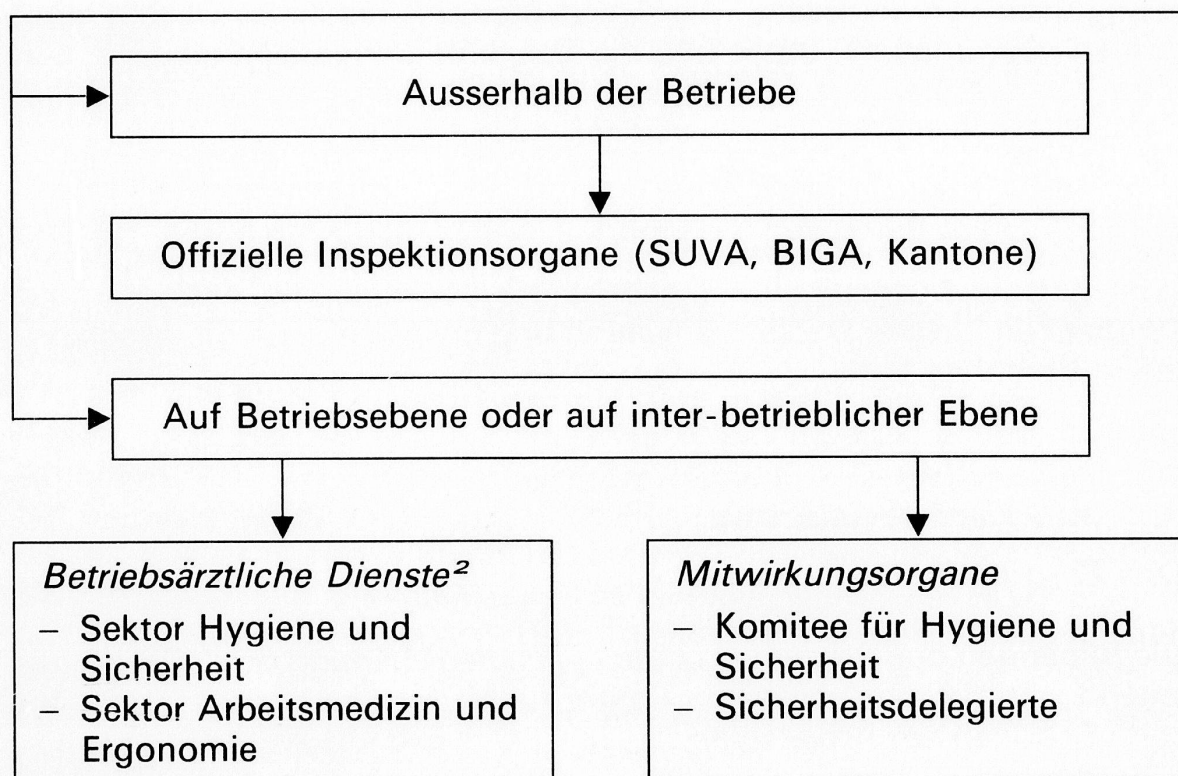 Ausserhalb der Betriebe
Offizielle Inspektionsorgane (SUVA, BIGA, Kantone)
Auf Betriebsebene oder auf inter-betrieblicher Ebene
Betriebsärztliche Dienste²
– Sektor Hygiene und
Sicherheit
– Sektor Arbeitsmedizin und
Ergonomie
Mitwirkungsorgane
– Komitee für Hygiene und
Sicherheit
– Sicherheitsdelegierte